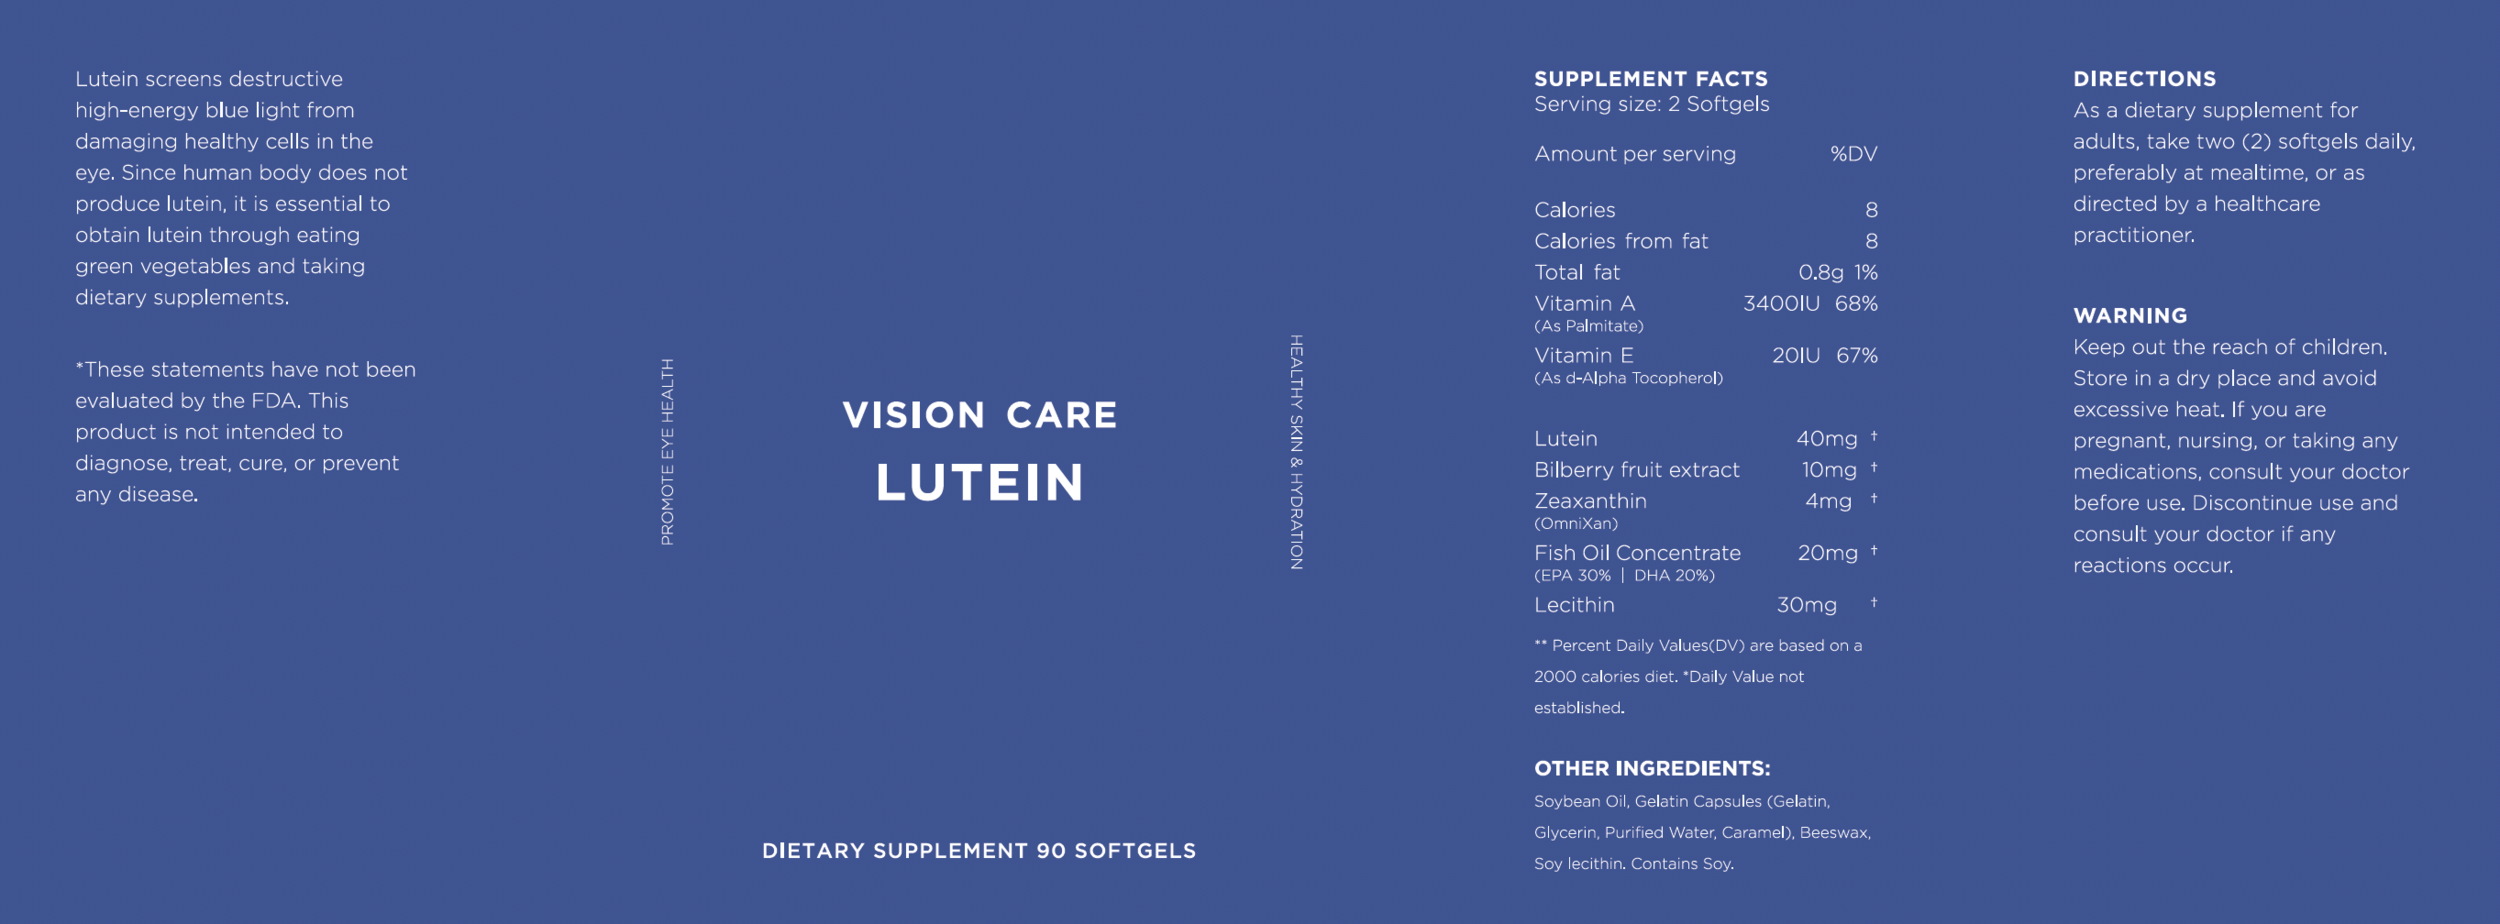 Lutein screens destructive
high-energy blue light from
damaging healthy cells in the
eye. Since human body does not
produce lutein, it is essential to
obtain lutein through eating
green vegetables and taking
dietary supplements.
*These statements have not been
evaluated by the FDA. This
product is not intended to
diagnose, treat, cure, or prevent
any disease.
PROMOTE EYE HEALTH
VISION CARE
LUTEIN
DIETARY SUPPLEMENT 90 SOFTGELS
HEALTHY SKIN & HYDRATION
SUPPLEMENT FACTS
Serving size: 2 Softgels
Amount per serving %DV
Calories 8
Calories from fat 8
Total fat 0.8g 1%
Vitamin A 3400IU 68%
(As Palmitate)
Vitamin E 20IU 67%
(As d-Alpha Tocopherol)
Lutein 40mg †
Bilberry fruit extract 10mg †
Zeaxanthin 4mg †
(OmniXan)
Fish Oil Concentrate 20mg †
(EPA 30% | DHA 20%)
Lecithin 30mg †
** Percent Daily Values(DV) are based on a
2000 calories diet. *Daily Value not
established.
OTHER INGREDIENTS:
Soybean Oil, Gelatin Capsules (Gelatin,
Glycerin, Purified Water, Caramel), Beeswax,
Soy lecithin. Contains Soy.
DIRECTIONS
As a dietary supplement for
adults, take two (2) softgels daily,
preferably at mealtime, or as
directed by a healthcare
practitioner.
WARNING
Keep out the reach of children.
Store in a dry place and avoid
excessive heat. If you are
pregnant, nursing, or taking any
medications, consult your doctor
before use. Discontinue use and
consult your doctor if any
reactions occur.